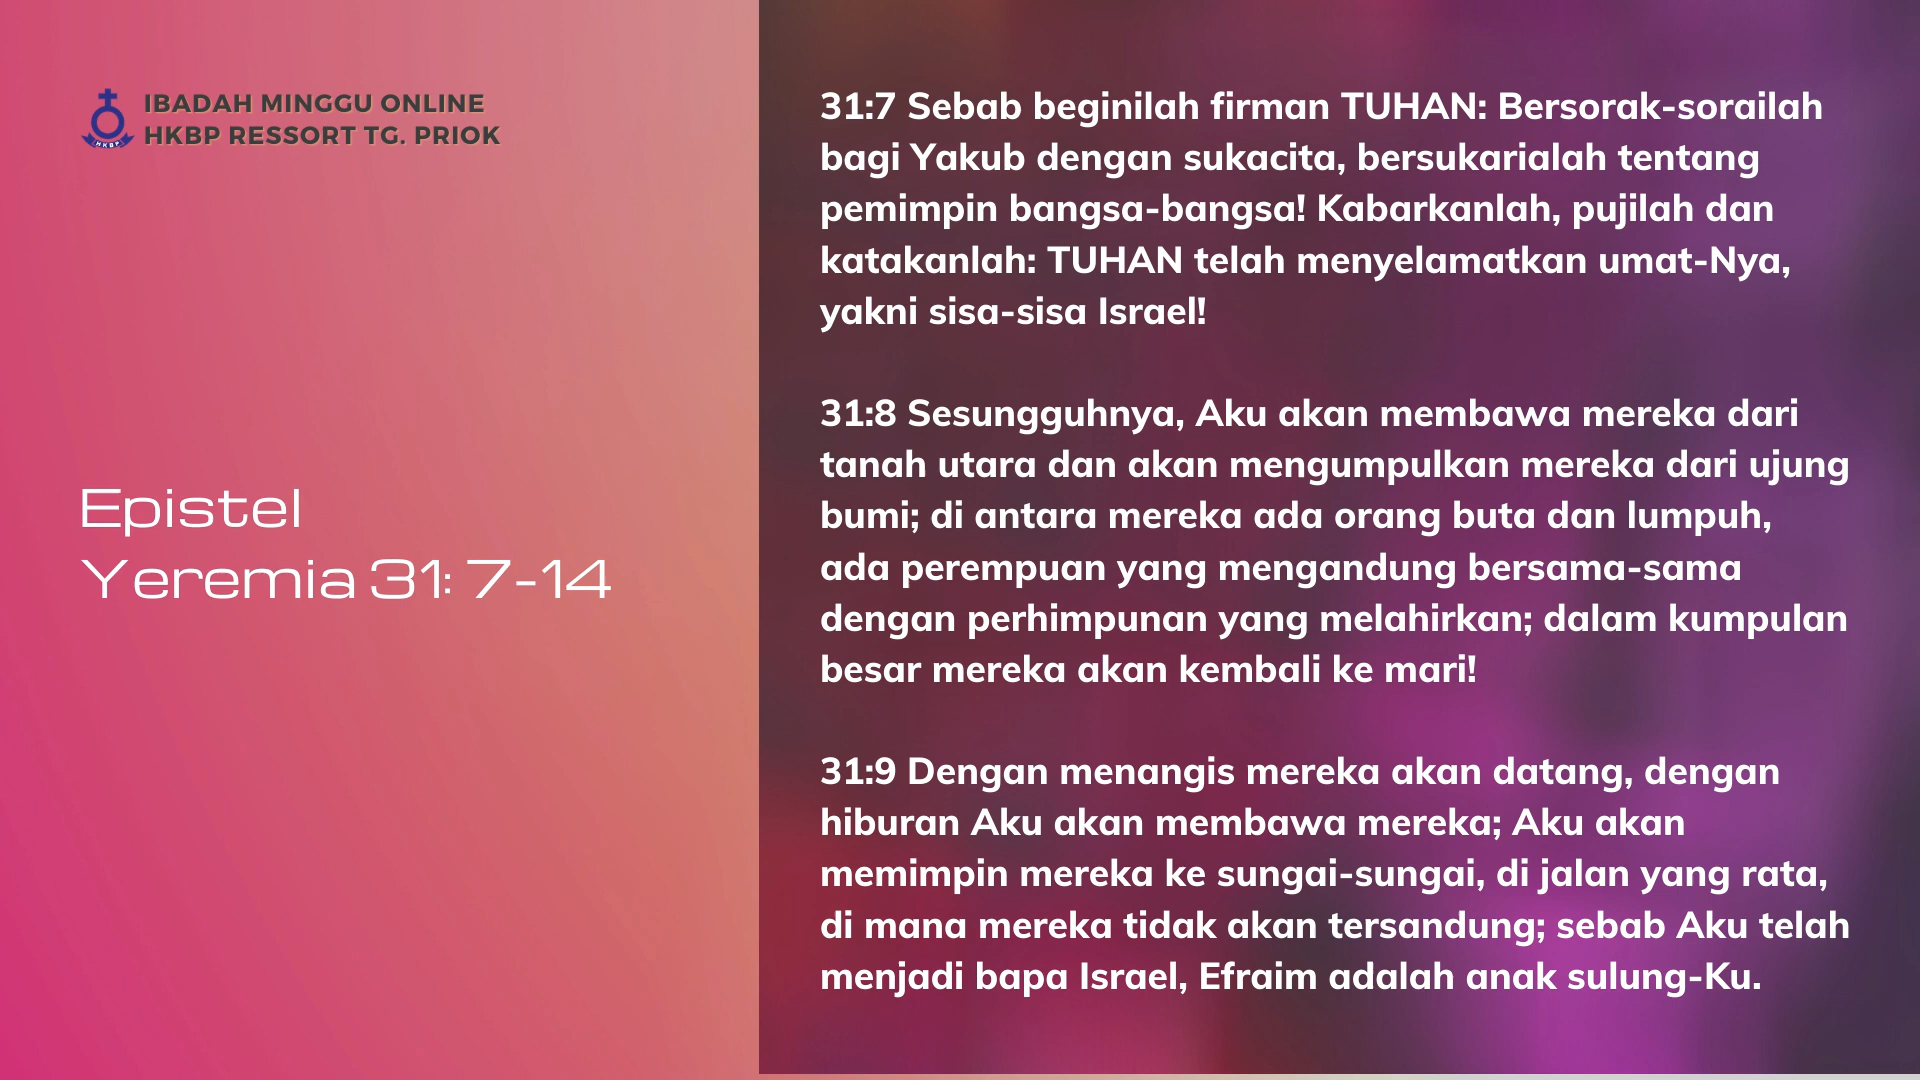 IBADAH MINGGU ONLINE
HKBP RESSORT TG. PRIOK
HKBP
Epistel
Yeremia 31: 7-14
31:7 Sebab beginilah firman TUHAN: Bersorak-sorailah
bagi Yakub dengan sukacita, bersukarialah tentang
pemimpin bangsa-bangsa! Kabarkanlah, pujilah dan
katakanlah: TUHAN telah menyelamatkan umat-Nya,
yakni sisa-sisa Israel!
31:8 Sesungguhnya, Aku akan membawa mereka dari
tanah utara dan akan mengumpulkan mereka dari ujung
bumi; di antara mereka ada orang buta dan lumpuh,
ada perempuan yang mengandung bersama-sama
dengan perhimpunan yang melahirkan; dalam kumpulan
besar mereka akan kembali ke mari!
31:9 Dengan menangis mereka akan datang, dengan
hiburan Aku akan membawa mereka; Aku akan
memimpin mereka ke sungai-sungai, di jalan yang rata,
di mana mereka tidak akan tersandung; sebab Aku telah
menjadi bapa Israel, Efraim adalah anak sulung-Ku.